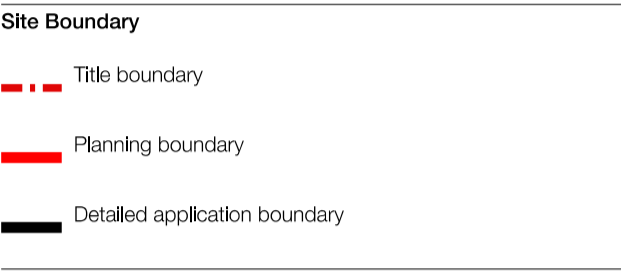 Site Boundary
Title boundary
Planning boundary
Detailed application boundary